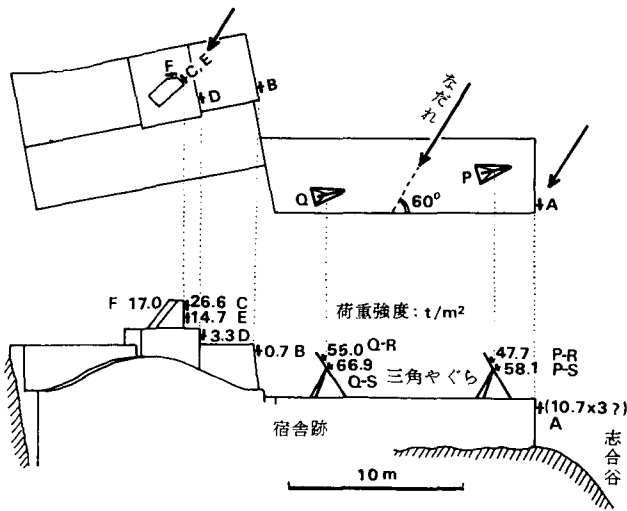 F
C, E
D
B
なだれ
P
Q
60°
A
F 17.0
26.6 C
14.7 E
荷重強度: t/m²
3.3 D
0.7 B
55.0 Q-R
66.9
Q-S
三角やぐら
47.7 P-R
58.1 P-S
(10.7x3?)
A
宿舎跡
志合谷
10 m